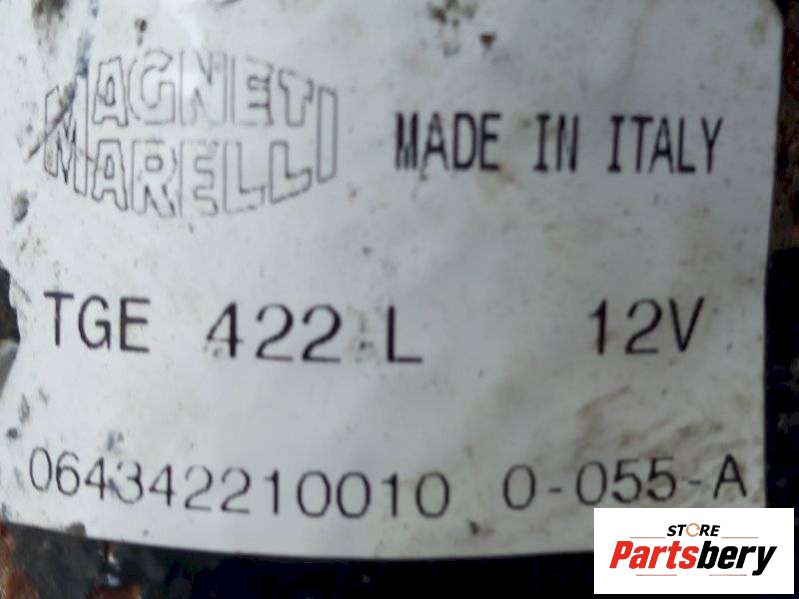 MAGNETI
MARELLI
MADE IN ITALY
TGE 422 L 12V
064342210010 0-055-A
STORE
Partsbery